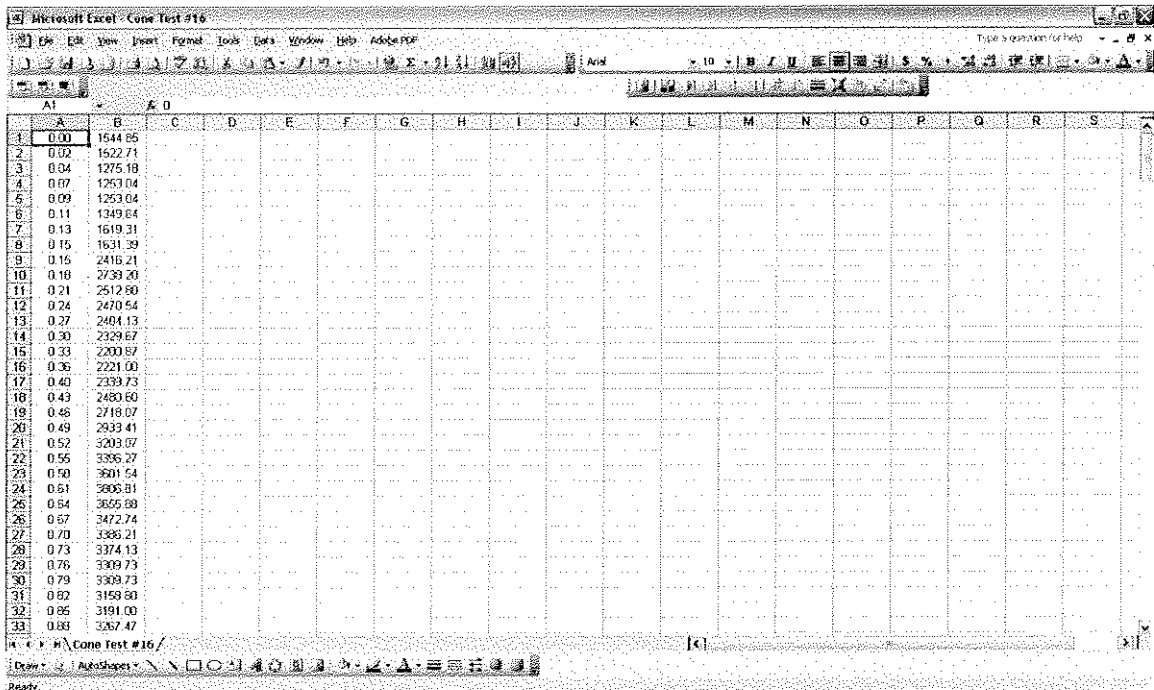 Microsoft Excel - Cone Test #16
File Edit View Insert Format Tools Data Window Help Adobe PDF
Type a question for help
Arial 10 B I U $ %
A1 0
A B C D E F G H I J K L M N O P Q R S
1 0.00 1544.85
2 0.02 1622.71
3 0.04 1275.18
4 0.07 1253.04
5 0.09 1253.04
6 0.11 1349.64
7 0.13 1619.31
8 0.15 1631.39
9 0.15 2416.21
10 0.18 2738.20
11 0.21 2512.80
12 0.24 2470.54
13 0.27 2404.13
14 0.30 2329.67
15 0.33 2200.87
16 0.36 2221.00
17 0.40 2339.73
18 0.43 2480.60
19 0.46 2718.07
20 0.49 2933.41
21 0.52 3203.07
22 0.55 3396.27
23 3601.54
24 0.61 3806.81
25 0.64 3655.88
26 0.67 3472.74
27 0.70 3386.21
28 0.73 3374.13
29 0.76 3309.73
30 0.79 3309.73
31 0.82 3158.80
32 0.85 3191.00
33 0.88 3267.47
Cone Test #16
Draw AutoShapes
Ready